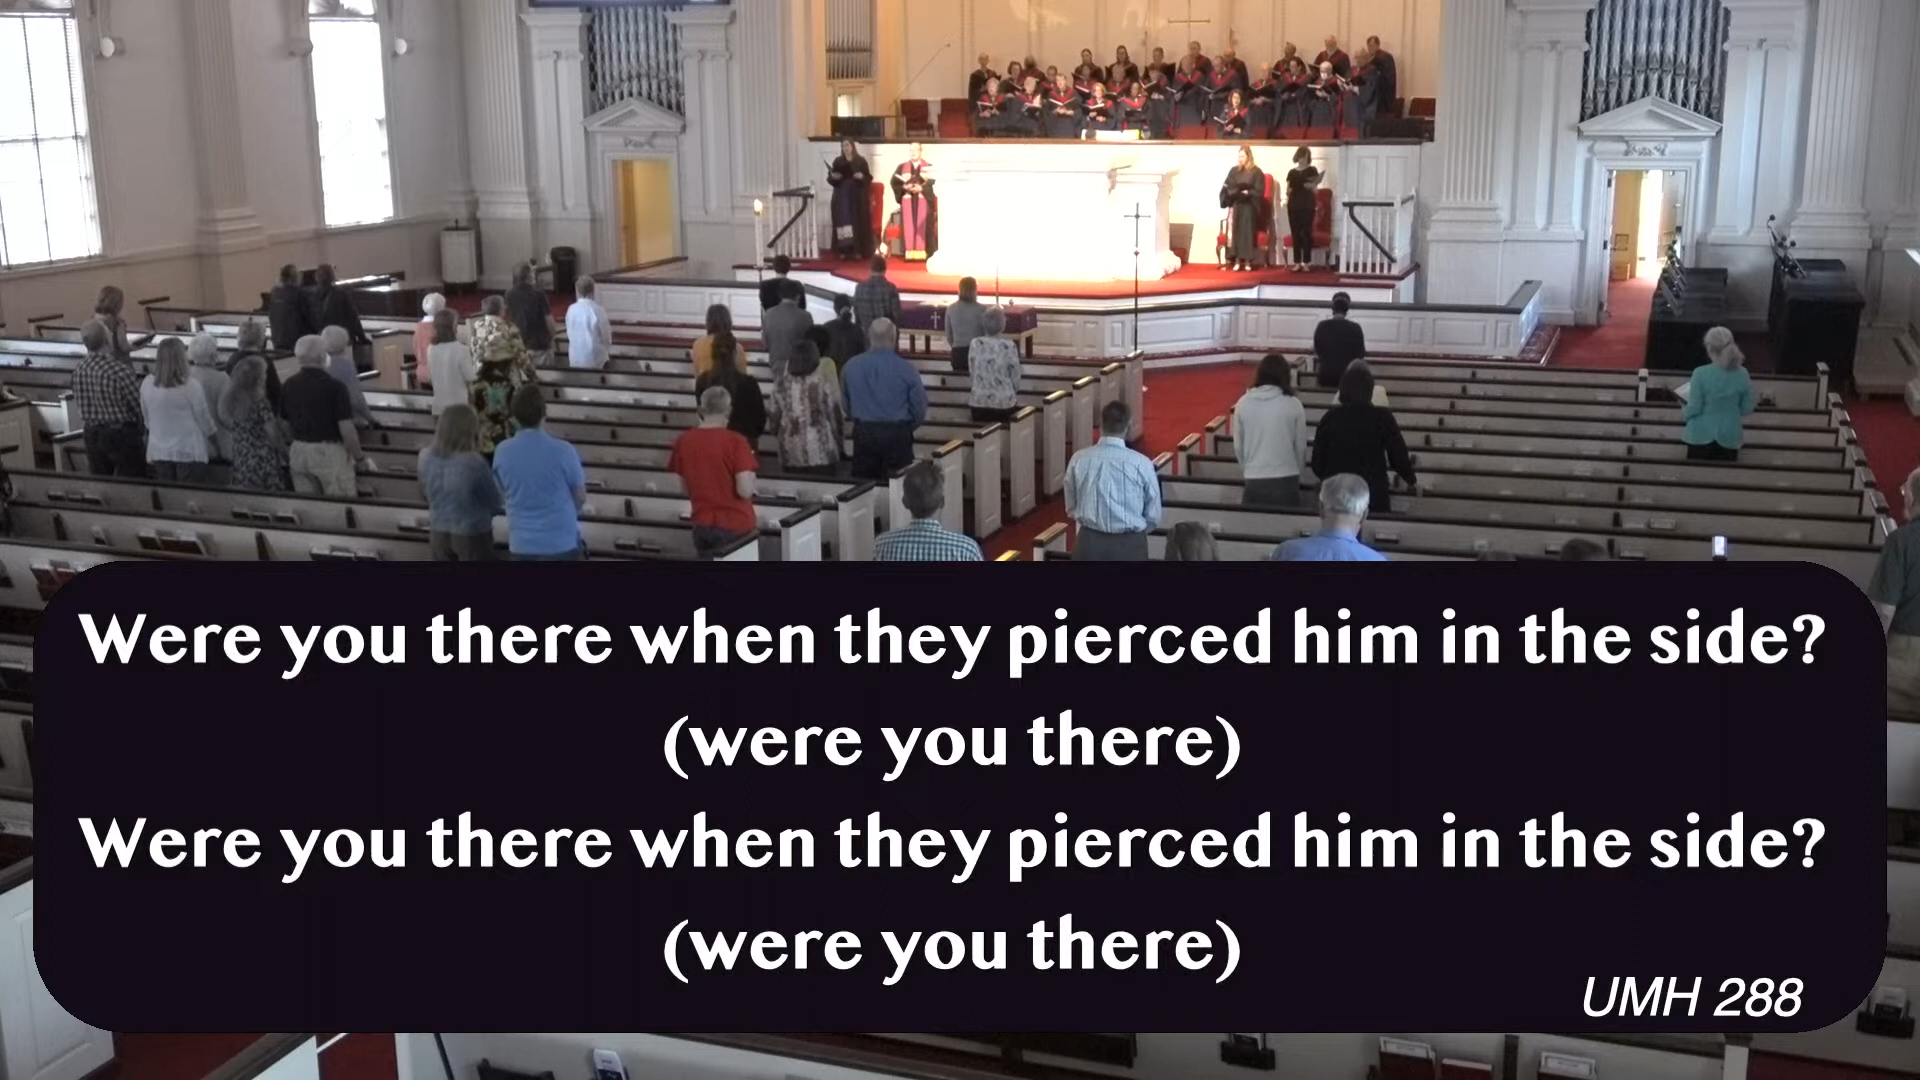 Were you there when they pierced him in the side?
(were you there)
Were you there when they pierced him in the side?
(were you there)
UMH 288